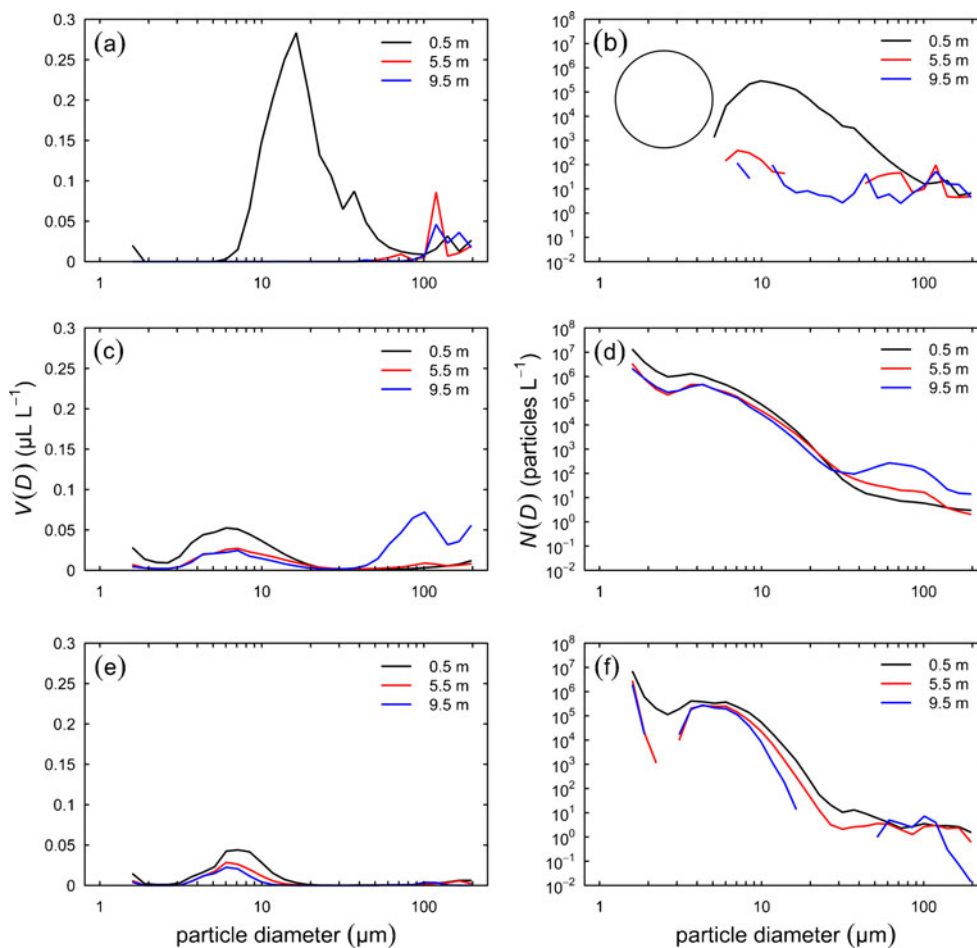 (a)
0.5 m
5.5 m
9.5 m
0.3
0.25
0.2
0.15
0.1
0.05
0
1 10 100
(b)
0.5 m
5.5 m
9.5 m
10⁸
10⁷
10⁶
10⁵
10⁴
10³
10²
10¹
10⁰
10⁻¹
10⁻²
1 10 100
(c)
0.5 m
5.5 m
9.5 m
0.3
0.25
0.2
0.15
0.1
0.05
0
V(D) (μL L⁻¹)
1 10 100
(d)
0.5 m
5.5 m
9.5 m
10⁸
10⁷
10⁶
10⁵
10⁴
10³
10²
10¹
10⁰
10⁻¹
10⁻²
N(D) (particles L⁻¹)
1 10 100
(e)
0.5 m
5.5 m
9.5 m
0.3
0.25
0.2
0.15
0.1
0.05
0
1 10 100
particle diameter (μm)
(f)
0.5 m
5.5 m
9.5 m
10⁸
10⁷
10⁶
10⁵
10⁴
10³
10²
10¹
10⁰
10⁻¹
10⁻²
1 10 100
particle diameter (μm)